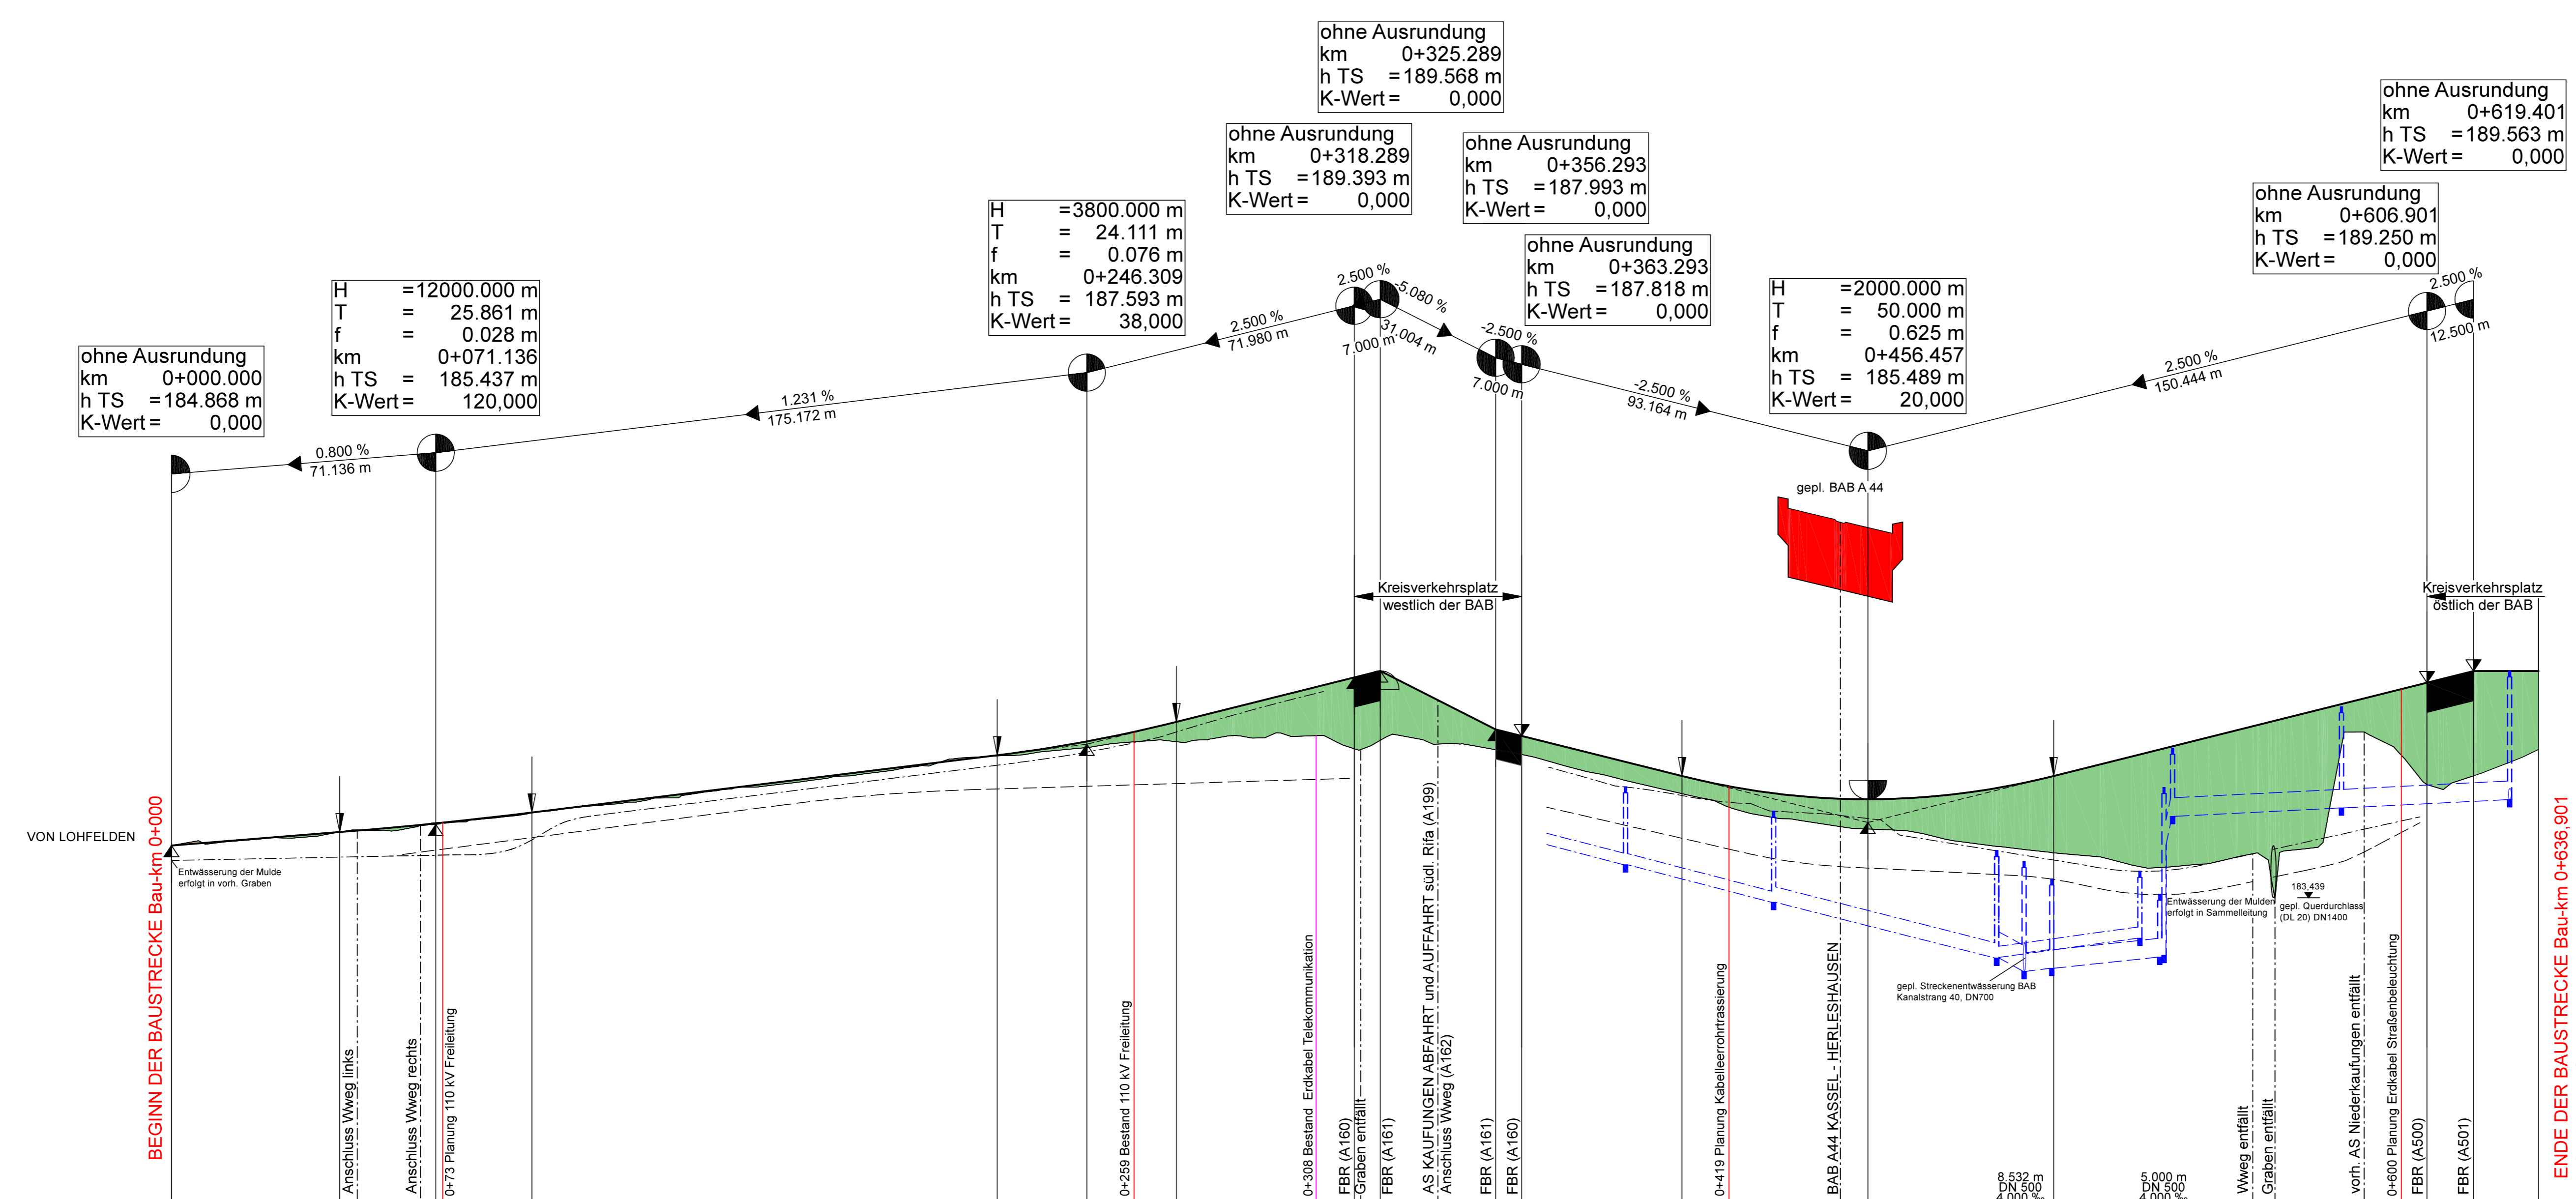 ohne Ausrundung
km 0+325.289
h TS =189.568 m
K-Wert= 0,000
ohne Ausrundung
km 0+619.401
h TS =189.563 m
K-Wert= 0,000
ohne Ausrundung
km 0+318.289
h TS =189.393 m
K-Wert= 0,000
ohne Ausrundung
km 0+356.293
h TS =187.993 m
K-Wert= 0,000
ohne Ausrundung
km 0+606.901
h TS =189.250 m
K-Wert= 0,000
H =3800.000 m
T = 24.111 m
f = 0.076 m
km 0+246.309
h TS = 187.593 m
K-Wert= 38,000
ohne Ausrundung
km 0+363.293
h TS =187.818 m
K-Wert= 0,000
H =12000.000 m
T = 25.861 m
f = 0.028 m
km 0+071.136
h TS = 185.437 m
K-Wert= 120,000
H =2000.000 m
T = 50.000 m
f = 0.625 m
km 0+456.457
h TS = 185.489 m
K-Wert= 20,000
ohne Ausrundung
km 0+000.000
h TS =184.868 m
K-Wert= 0,000
0.800 %
71.136 m
1.231 %
175.172 m
2.500 %
71.980 m
2.500 %
7.000 m
-5.080 %
31.004 m
-2.500 %
7.000 m
-2.500 %
93.164 m
2.500 %
150.444 m
2.500 %
12.500 m
gepl. BAB A 44
Kreisverkehrsplatz
westlich der BAB
Kreisverkehrsplatz
östlich der BAB
VON LOHFELDEN
BEGINN DER BAUSTRECKE Bau-km 0+000
Entwässerung der Mulde
erfolgt in vorh. Graben
Anschluss Wweg links
Anschluss Wweg rechts
0+73 Planung 110 kV Freileitung
0+259 Bestand 110 kV Freileitung
0+308 Bestand Erdkabel Telekommunikation
FBR (A160)
Graben entfällt
FBR (A161)
AS KAUFUNGEN ABFAHRT und AUFFAHRT südl. Rifa (A199)
Anschluss Wweg (A162)
FBR (A161)
FBR (A160)
0+419 Planung Kabelleerrohrtrassierung
BAB A44 KASSEL - HERLESHAUSEN
gepl. Streckenentwässerung BAB
Kanalstrang 40, DN700
8.532 m
DN 500
4.000 ‰
5.000 m
DN 500
4.000 ‰
Entwässerung der Mulden
erfolgt in Sammelleitung
183,439
gepl. Querdurchlass
(DL 20) DN1400
Wweg entfällt
Graben entfällt
vorh. AS Niederkaufungen entfällt
0+600 Planung Erdkabel Straßenbeleuchtung
FBR (A500)
FBR (A501)
ENDE DER BAUSTRECKE Bau-km 0+636,901